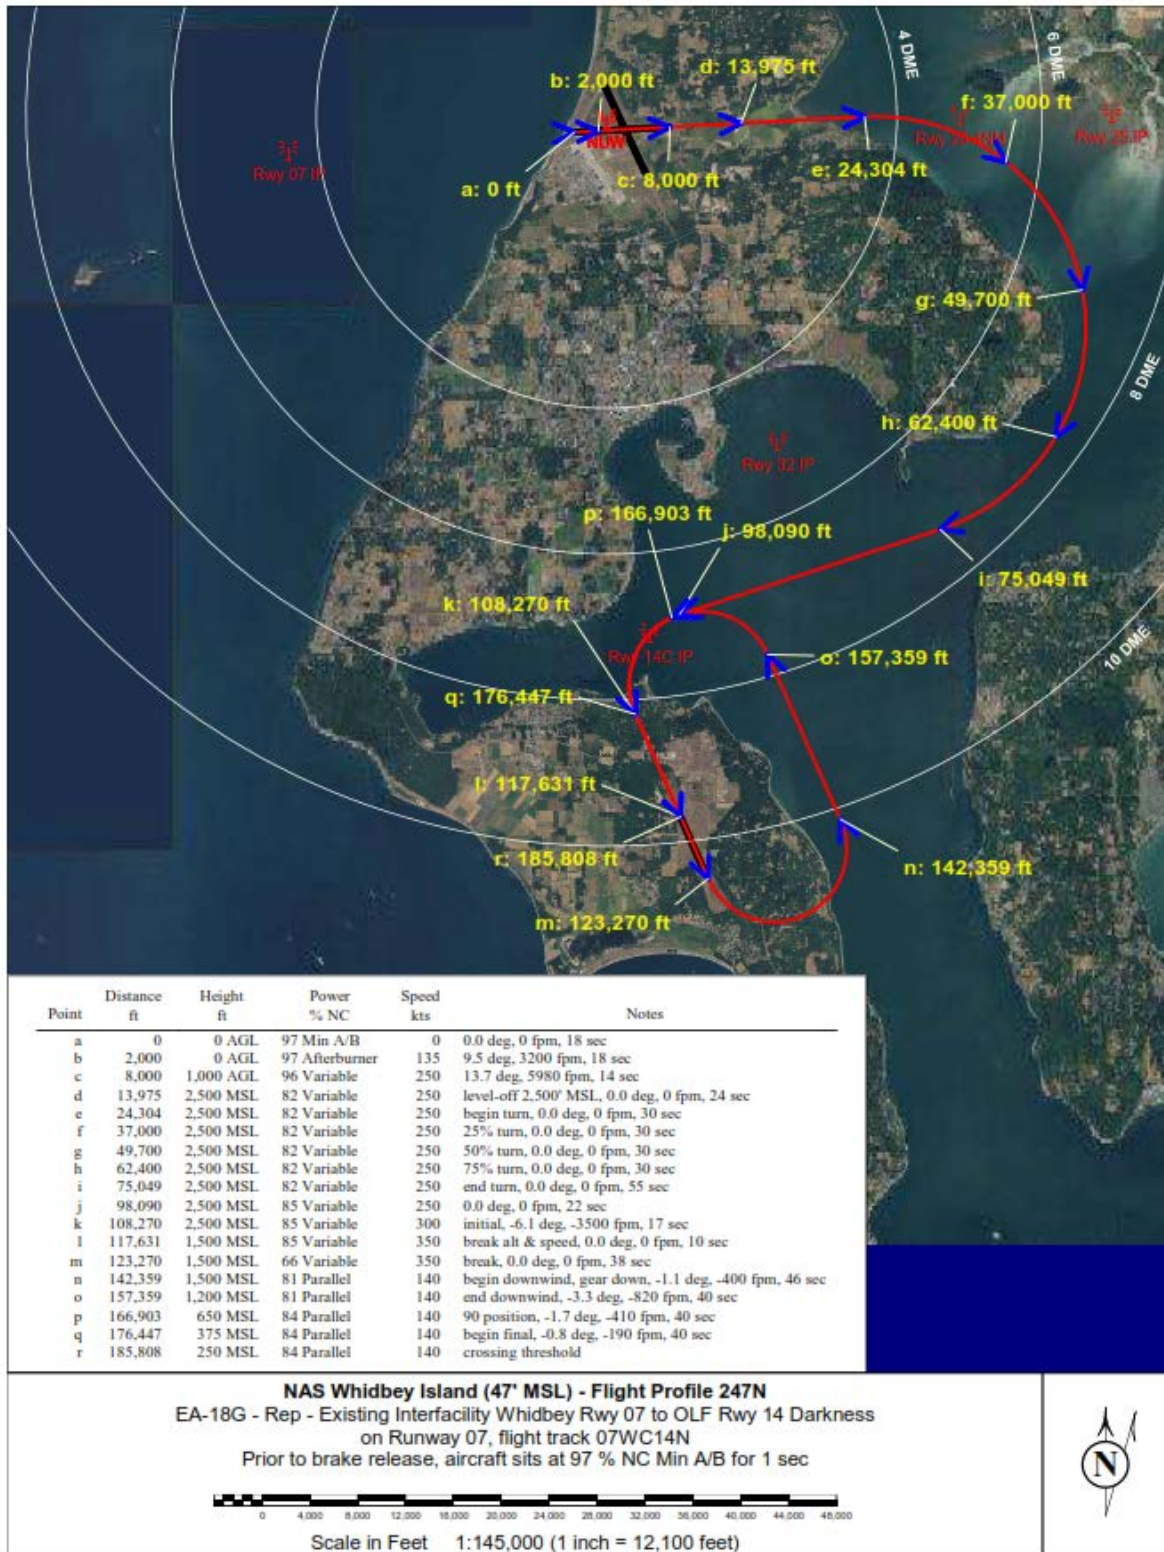 4 DME
6 DME
b: 2,000 ft
d: 13,975 ft
f: 37,000 ft
NUW
Rwy 25 IP
Rwy 07 IP
a: 0 ft
c: 8,000 ft
e: 24,304 ft
g: 49,700 ft
8 DME
h: 62,400 ft
Rwy 32 IP
p: 166,903 ft
j: 98,090 ft
i: 75,049 ft
k: 108,270 ft
Rwy 14C IP
o: 157,359 ft
10 DME
q: 176,447 ft
l: 117,631 ft
r: 185,808 ft
n: 142,359 ft
m: 123,270 ft
Point Distance ft Height ft Power % NC Speed kts Notes
a 0 0 AGL 97 Min A/B 0 0.0 deg, 0 fpm, 18 sec
b 2,000 0 AGL 97 Afterburner 135 9.5 deg, 3200 fpm, 18 sec
c 8,000 1,000 AGL 96 Variable 250 13.7 deg, 5980 fpm, 14 sec
d 13,975 2,500 MSL 82 Variable 250 level-off 2,500' MSL, 0.0 deg, 0 fpm, 24 sec
e 24,304 2,500 MSL 82 Variable 250 begin turn, 0.0 deg, 0 fpm, 30 sec
f 37,000 2,500 MSL 82 Variable 250 25% turn, 0.0 deg, 0 fpm, 30 sec
g 49,700 2,500 MSL 82 Variable 250 50% turn, 0.0 deg, 0 fpm, 30 sec
h 62,400 2,500 MSL 82 Variable 250 75% turn, 0.0 deg, 0 fpm, 30 sec
i 75,049 2,500 MSL 82 Variable 250 end turn, 0.0 deg, 0 fpm, 55 sec
j 98,090 2,500 MSL 85 Variable 250 0.0 deg, 0 fpm, 22 sec
k 108,270 2,500 MSL 85 Variable 300 initial, -6.1 deg, -3500 fpm, 17 sec
l 117,631 1,500 MSL 85 Variable 350 break alt & speed, 0.0 deg, 0 fpm, 10 sec
m 123,270 1,500 MSL 66 Variable 350 break, 0.0 deg, 0 fpm, 38 sec
n 142,359 1,500 MSL 81 Parallel 140 begin downwind, gear down, -1.1 deg, -400 fpm, 46 sec
o 157,359 1,200 MSL 81 Parallel 140 end downwind, -3.3 deg, -820 fpm, 40 sec
p 166,903 650 MSL 84 Parallel 140 90 position, -1.7 deg, -410 fpm, 40 sec
q 176,447 375 MSL 84 Parallel 140 begin final, -0.8 deg, -190 fpm, 40 sec
r 185,808 250 MSL 84 Parallel 140 crossing threshold
NAS Whidbey Island (47' MSL) - Flight Profile 247N
EA-18G - Rep - Existing Interfacility Whidbey Rwy 07 to OLF Rwy 14 Darkness
on Runway 07, flight track 07WC14N
Prior to brake release, aircraft sits at 97 % NC Min A/B for 1 sec
N
0 4,000 8,000 12,000 16,000 20,000 24,000 28,000 32,000 36,000 40,000 44,000 48,000
Scale in Feet 1:145,000 (1 inch = 12,100 feet)